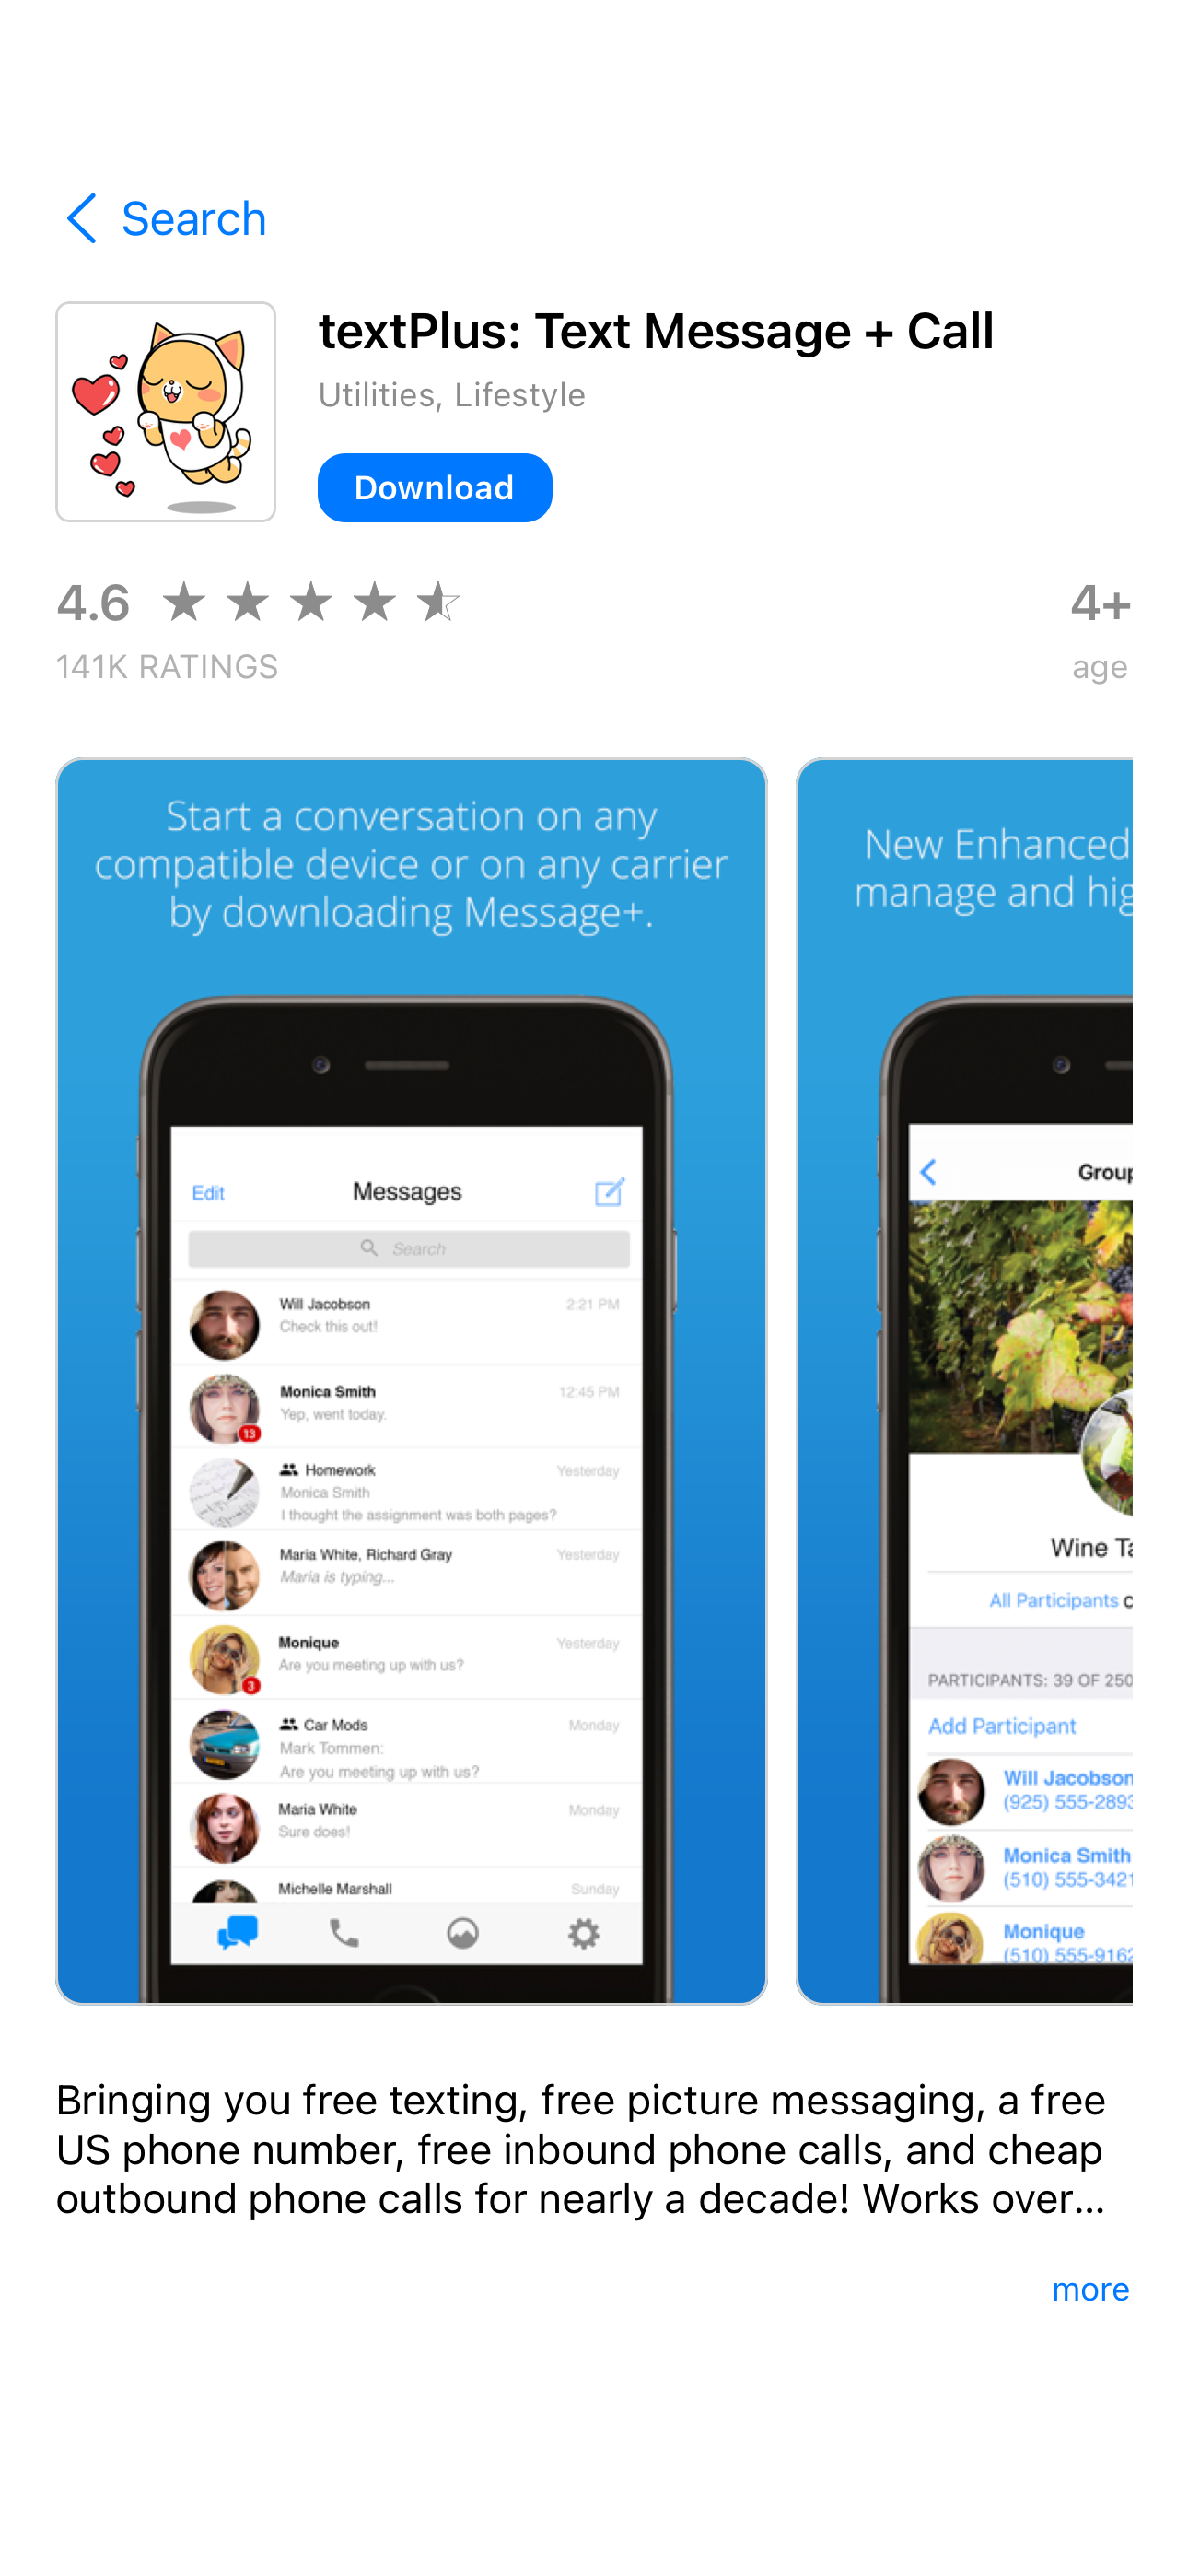 Search
textPlus: Text Message + Call
Utilities, Lifestyle
Download
4.6
141K RATINGS
4+
age
Start a conversation on any
compatible device or on any carrier
by downloading Message+.
Edit
Messages
Search
Will Jacobson
2:21 PM
Check this out!
Monica Smith
12:45 PM
Yep, went today.
13
Homework
Yesterday
Monica Smith
I thought the assignment was both pages?
Maria White, Richard Gray
Yesterday
Maria is typing...
Monique
Yesterday
Are you meeting up with us?
3
Car Mods
Monday
Mark Tommen:
Are you meeting up with us?
Maria White
Monday
Sure does!
Michelle Marshall
Sunday
New Enhanced
manage and hig
Group
Wine Ta
All Participants
PARTICIPANTS: 39 OF 250
Add Participant
Will Jacobson
(925) 555-2893
Monica Smith
(510) 555-3421
Monique
(510) 555-9162
Bringing you free texting, free picture messaging, a free
US phone number, free inbound phone calls, and cheap
outbound phone calls for nearly a decade! Works over...
more